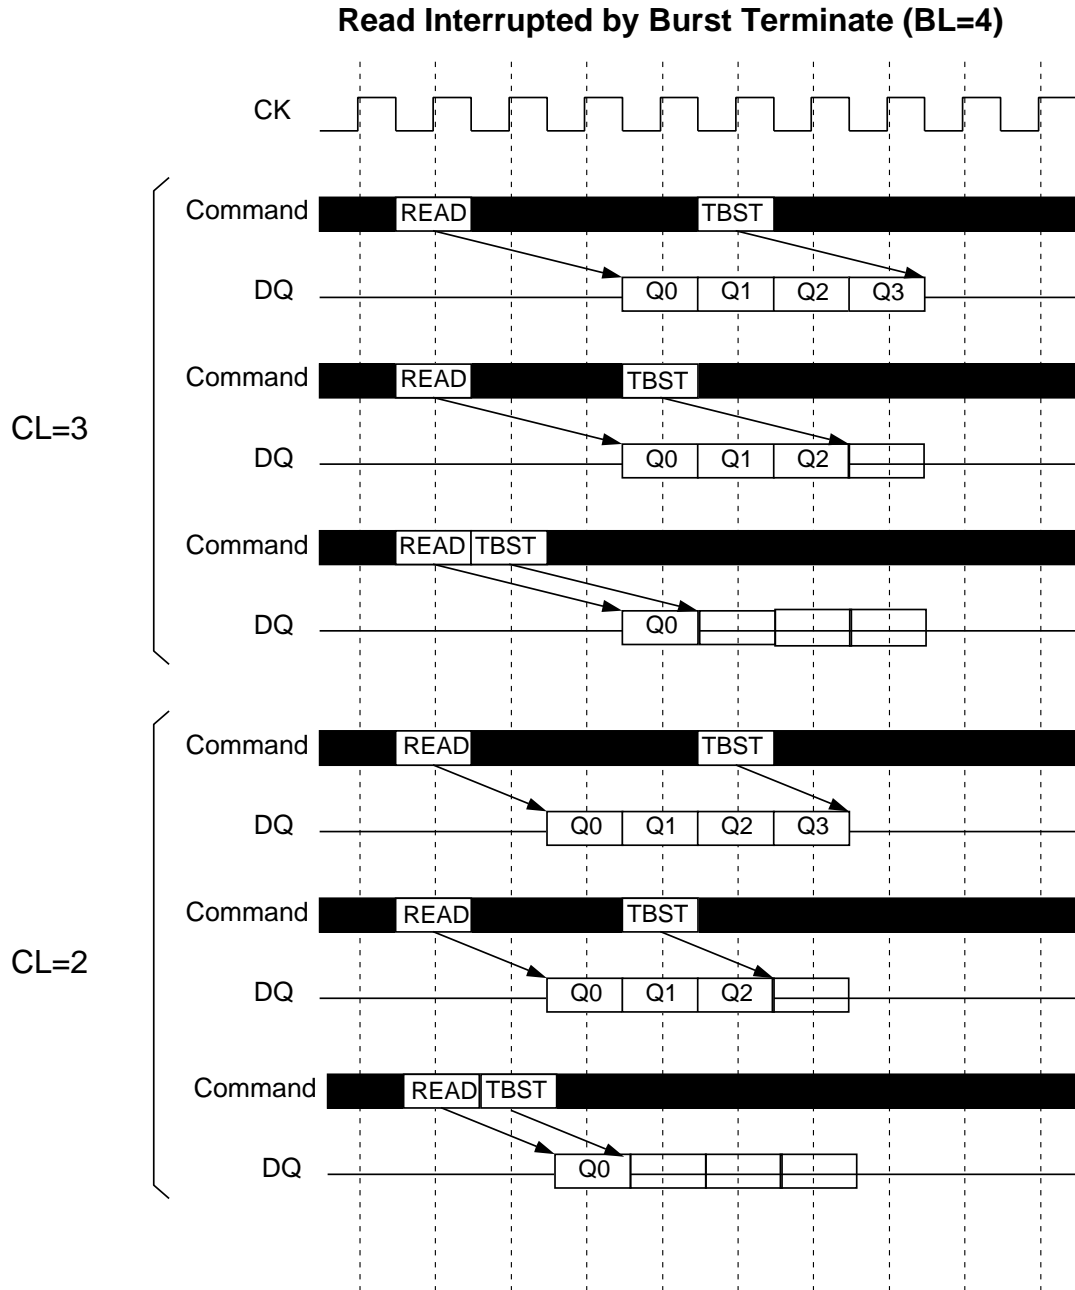 Read Interrupted by Burst Terminate (BL=4)
CK
Command READ TBST
DQ Q0 Q1 Q2 Q3
Command READ TBST
CL=3
DQ Q0 Q1 Q2
Command READ TBST
DQ Q0
Command READ TBST
DQ Q0 Q1 Q2 Q3
Command READ TBST
CL=2
DQ Q0 Q1 Q2
Command READ TBST
DQ Q0